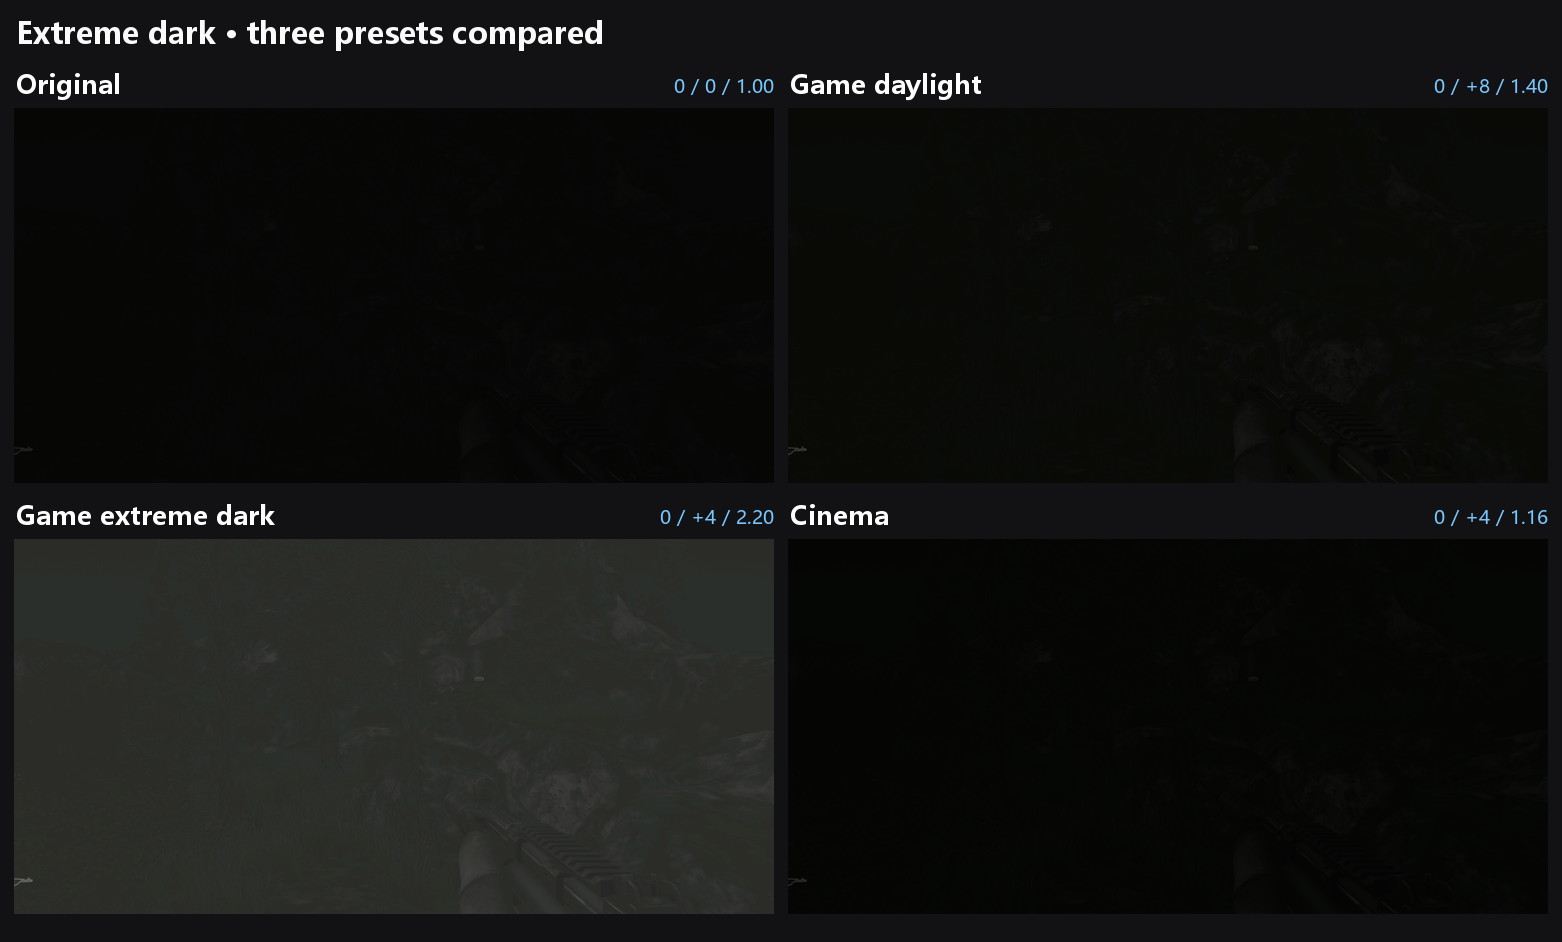 Extreme dark • three presets compared
Original 0 / 0 / 1.00
Game daylight 0 / +8 / 1.40
Game extreme dark 0 / +4 / 2.20
Cinema 0 / +4 / 1.16